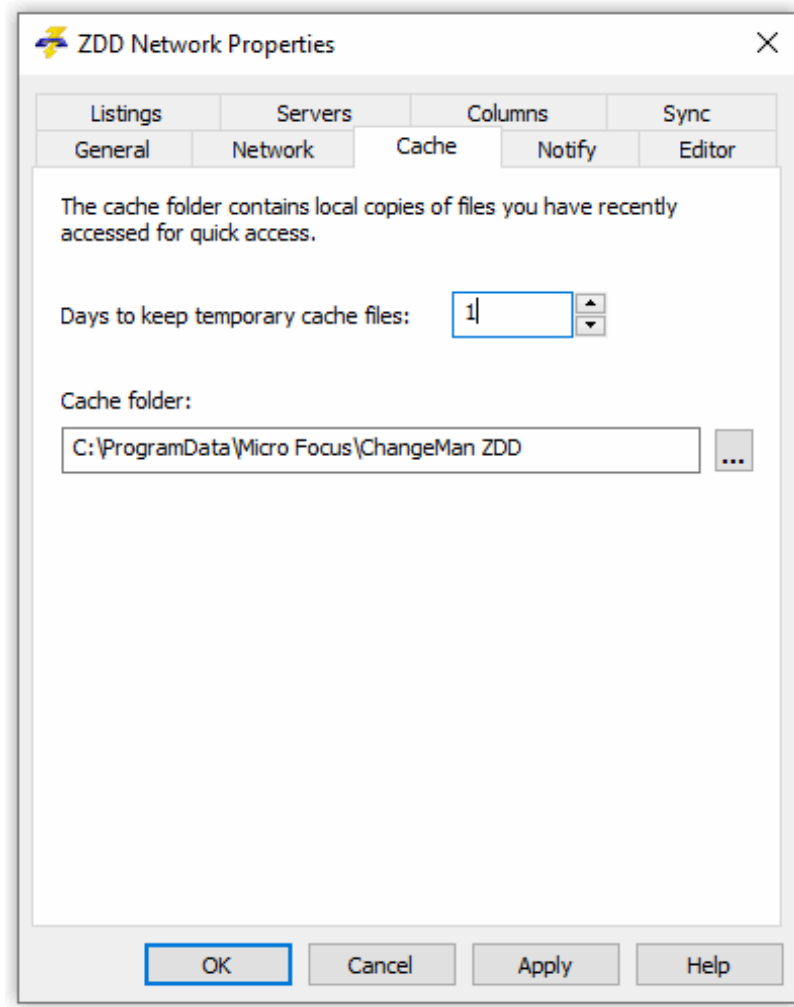 ZDD Network Properties
Listings Servers Columns Sync
General Network Cache Notify Editor
The cache folder contains local copies of files you have recently
accessed for quick access.
Days to keep temporary cache files: 1
Cache folder:
C:\ProgramData\Micro Focus\ChangeMan ZDD ...
OK Cancel Apply Help